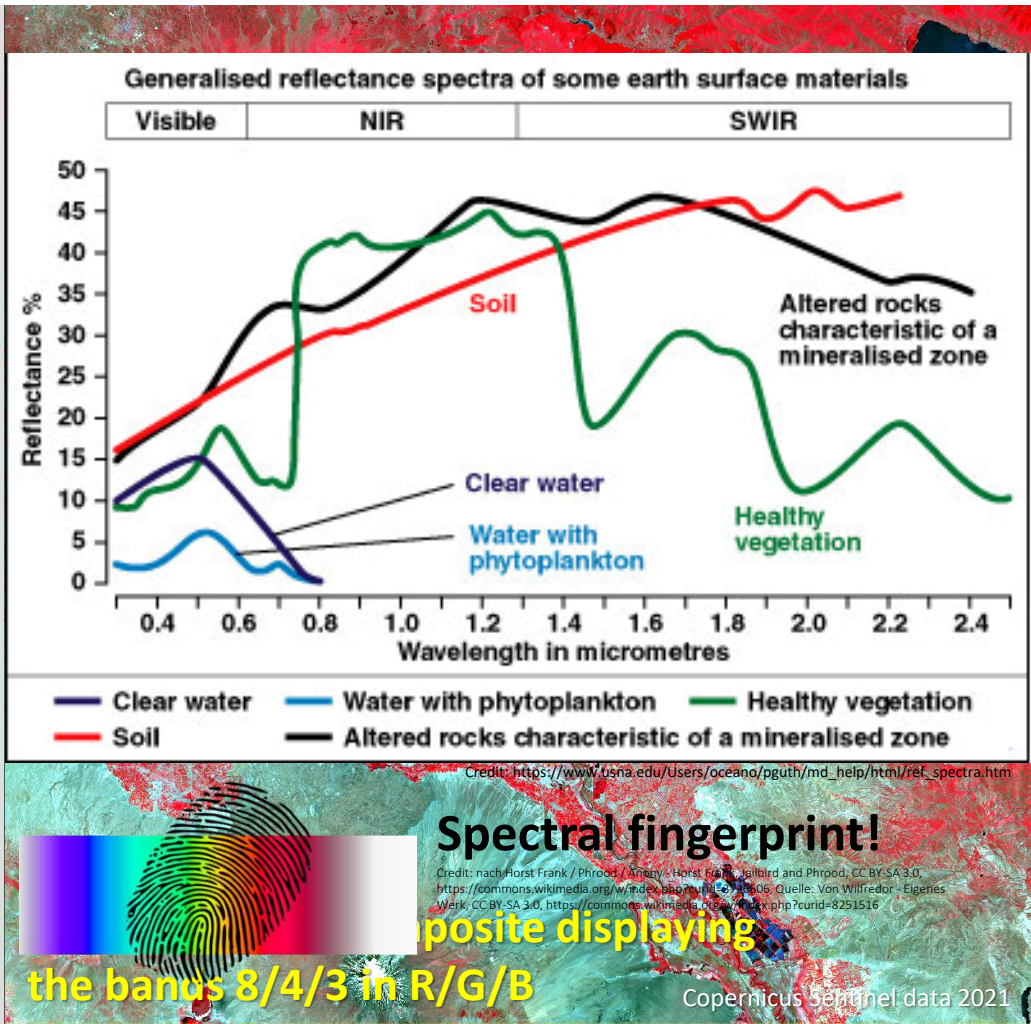 Generalised reflectance spectra of some earth surface materials
Visible NIR SWIR
50
45
40
35
30
25
20
15
10
5
0
Reflectance %
Soil
Altered rocks
characteristic of a
mineralised zone
Clear water
Water with
phytoplankton
Healthy
vegetation
0.4 0.6 0.8 1.0 1.2 1.4 1.6 1.8 2.0 2.2 2.4
Wavelength in micrometres
Clear water Water with phytoplankton Healthy vegetation
Soil Altered rocks characteristic of a mineralised zone
Credit: https://www.usna.edu/Users/oceano/pguth/md_help/html/ref_spectra.htm
Spectral fingerprint!
Credit: nach Horst Frank / Phrood / Anony - Horst Frank, Jailbird and Phrood, CC BY-SA 3.0,
Quelle: Von Wilfredor - Eigenes
Werk, CC BY-SA 3.0, https://commons.wikimedia.org/w/index.php?curid=8251516
displaying
the bands 8/4/3 in R/G/B
Copernicus Sentinel data 2021